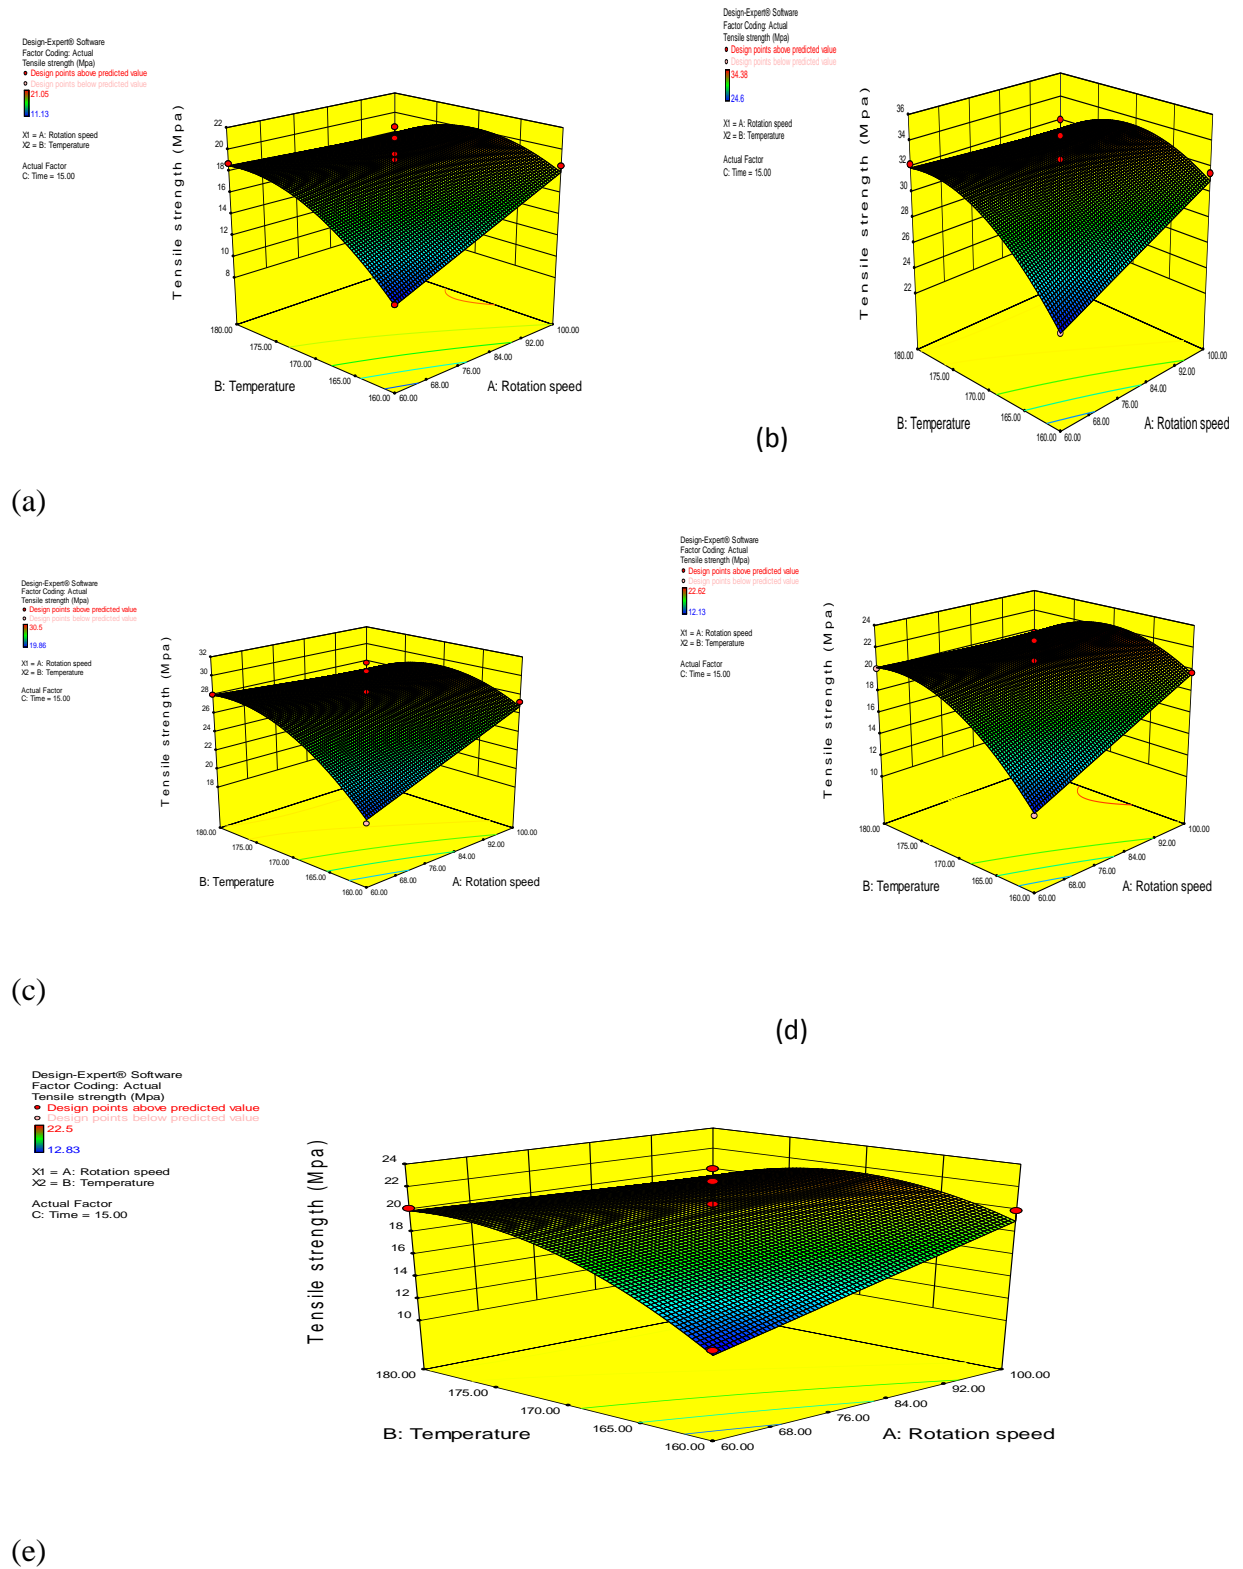 Design-Expert® Software
Factor Coding: Actual
Tensile strength (Mpa)
Design points above predicted value
Design points below predicted value
21.05
11.13
X1 = A: Rotation speed
X2 = B: Temperature
Actual Factor
C: Time = 15.00
Tensile strength (Mpa)
22
20
18
16
14
12
10
8
180.00
175.00
170.00
165.00
160.00
60.00
68.00
76.00
84.00
92.00
100.00
B: Temperature
A: Rotation speed
(a)
Design-Expert® Software
Factor Coding: Actual
Tensile strength (Mpa)
Design points above predicted value
Design points below predicted value
34.38
24.6
X1 = A: Rotation speed
X2 = B: Temperature
Actual Factor
C: Time = 15.00
Tensile strength (Mpa)
36
34
32
30
28
26
24
22
180.00
175.00
170.00
165.00
160.00
60.00
68.00
76.00
84.00
92.00
100.00
B: Temperature
A: Rotation speed
(b)
Design-Expert® Software
Factor Coding: Actual
Tensile strength (Mpa)
Design points above predicted value
Design points below predicted value
30.5
19.86
X1 = A: Rotation speed
X2 = B: Temperature
Actual Factor
C: Time = 15.00
Tensile strength (Mpa)
32
30
28
26
24
22
20
18
180.00
175.00
170.00
165.00
160.00
60.00
68.00
76.00
84.00
92.00
100.00
B: Temperature
A: Rotation speed
(c)
Design-Expert® Software
Factor Coding: Actual
Tensile strength (Mpa)
Design points above predicted value
Design points below predicted value
22.62
12.13
X1 = A: Rotation speed
X2 = B: Temperature
Actual Factor
C: Time = 15.00
Tensile strength (Mpa)
24
22
20
18
16
14
12
10
180.00
175.00
170.00
165.00
160.00
60.00
68.00
76.00
84.00
92.00
100.00
B: Temperature
A: Rotation speed
(d)
Design-Expert® Software
Factor Coding: Actual
Tensile strength (Mpa)
Design points above predicted value
Design points below predicted value
22.5
12.83
X1 = A: Rotation speed
X2 = B: Temperature
Actual Factor
C: Time = 15.00
Tensile strength (Mpa)
24
22
20
18
16
14
12
10
180.00
175.00
170.00
165.00
160.00
60.00
68.00
76.00
84.00
92.00
100.00
B: Temperature
A: Rotation speed
(e)